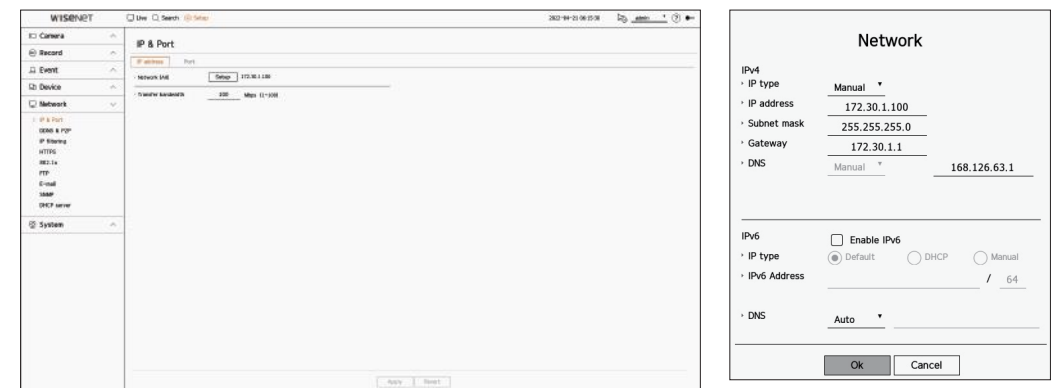 WISENET
Live Search Setup 2022-04-21 06:15:38 admin
Camera
Record
Event
Device
Network
IP & Port
DDNS & P2P
IP filtering
HTTPS
802.1x
FTP
E-mail
SNMP
DHCP server
System
IP & Port
IP address Port
Network (All) Setup 172.30.1.100
Transfer bandwidth 100 Mbps (1~100)
Apply Revert
Network
IPv4
IP type Manual
IP address 172.30.1.100
Subnet mask 255.255.255.0
Gateway 172.30.1.1
DNS Manual 168.126.63.1
IPv6 Enable IPv6
IP type Default DHCP Manual
IPv6 Address / 64
DNS Auto
Ok Cancel